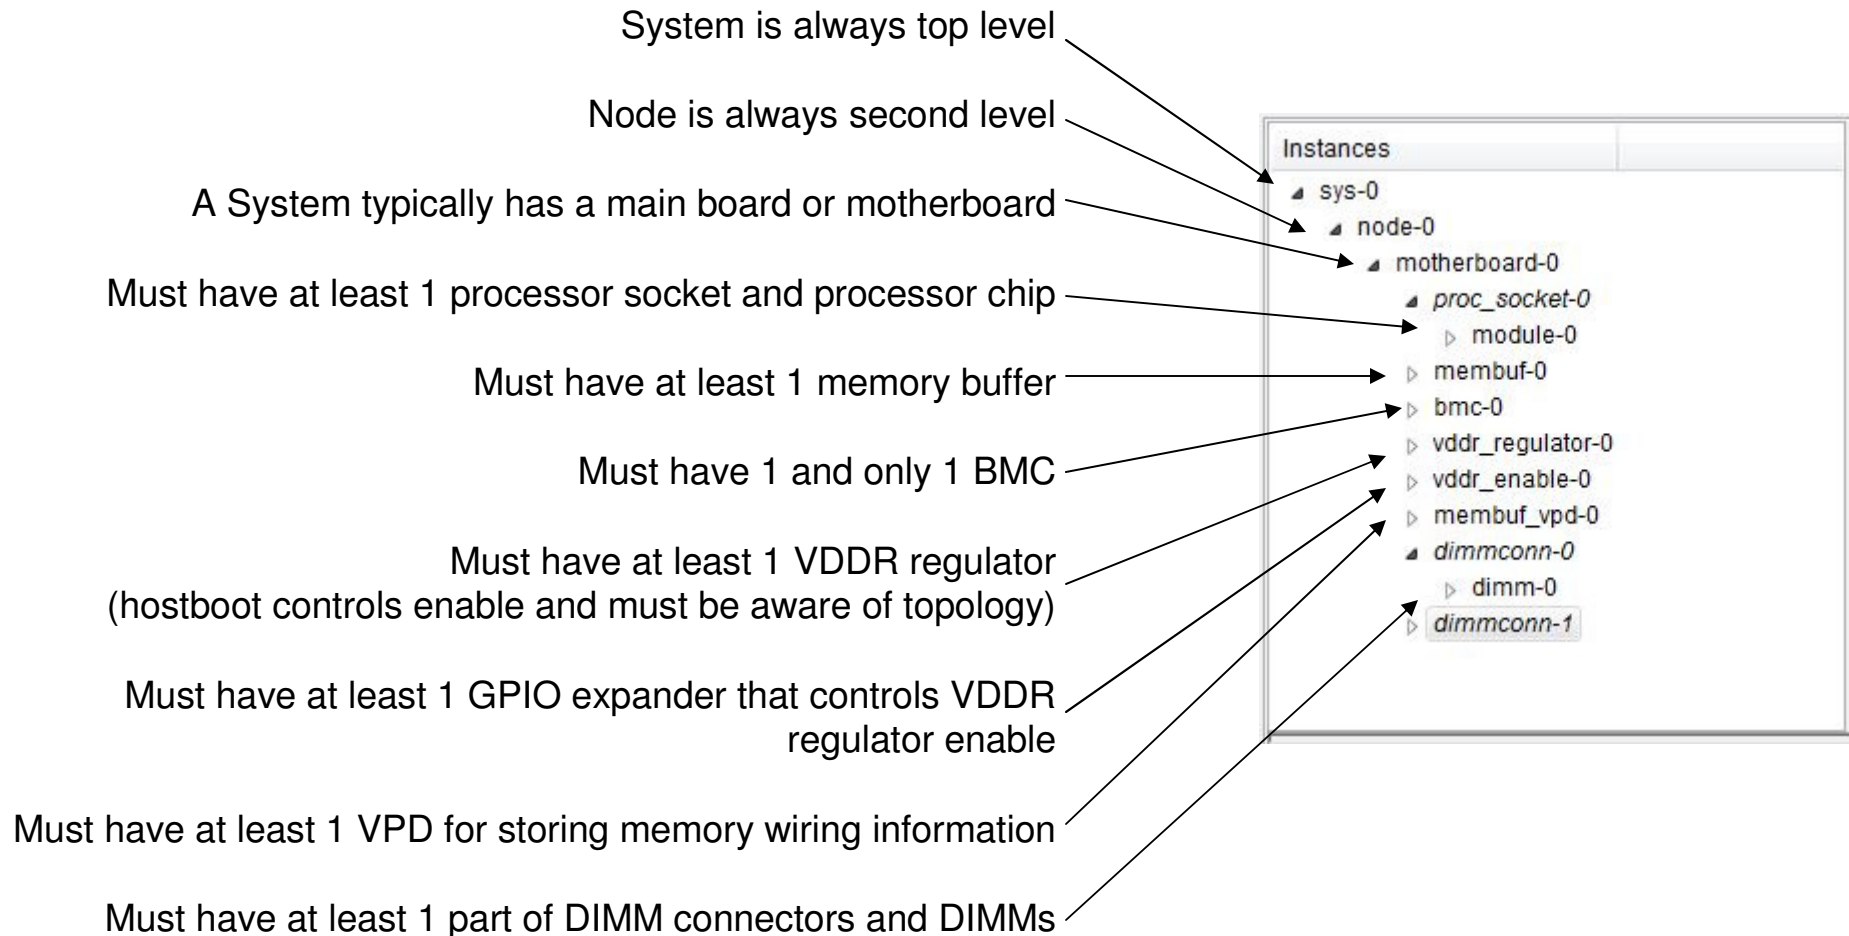 System is always top level
Node is always second level
A System typically has a main board or motherboard
Must have at least 1 processor socket and processor chip
Must have at least 1 memory buffer
Must have 1 and only 1 BMC
Must have at least 1 VDDR regulator
(hostboot controls enable and must be aware of topology)
Must have at least 1 GPIO expander that controls VDDR
regulator enable
Must have at least 1 VPD for storing memory wiring information
Must have at least 1 part of DIMM connectors and DIMMs
Instances
sys-0
node-0
motherboard-0
proc_socket-0
module-0
membuf-0
bmc-0
vddr_regulator-0
vddr_enable-0
membuf_vpd-0
dimmconn-0
dimm-0
dimmconn-1